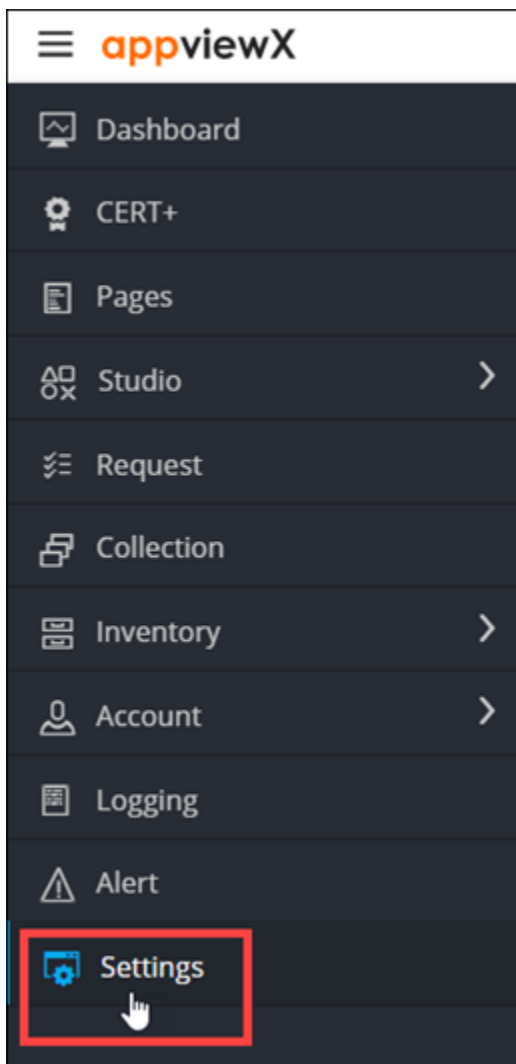 appviewX
Dashboard
CERT+
Pages
Studio
Request
Collection
Inventory
Account
Logging
Alert
Settings